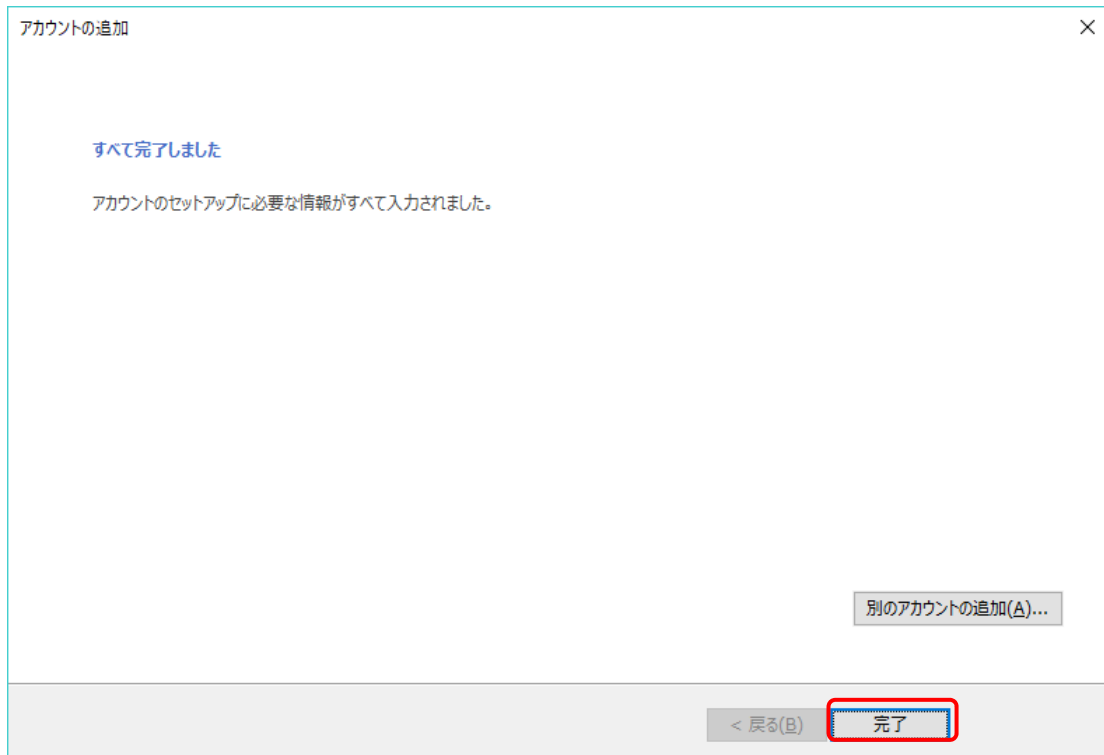 アカウントの追加
すべて完了しました
アカウントのセットアップに必要な情報がすべて入力されました。
別のアカウントの追加(A)...
< 戻る(B)
完了